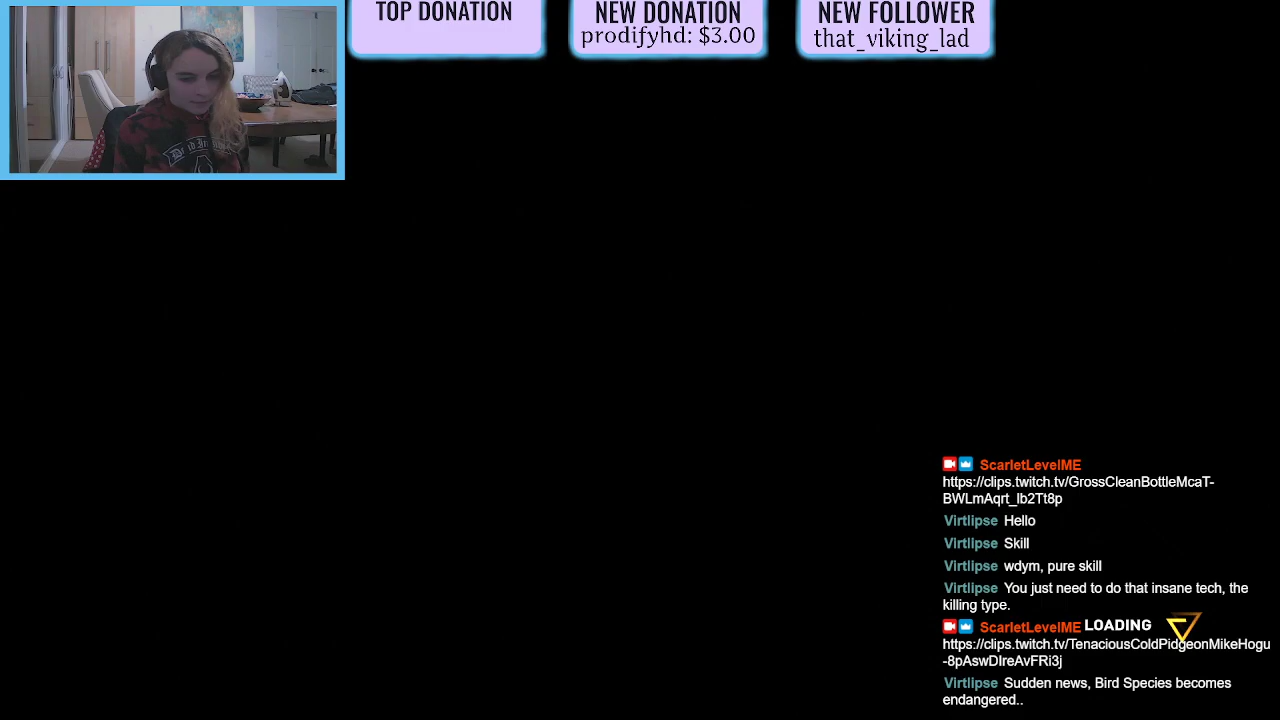 TOP DONATION
NEW DONATION
prodifyhd: $3.00
NEW FOLLOWER
that_viking_lad
ScarletLevelME
https://clips.twitch.tv/GrossCleanBottleMcaT-
BWLmAqrt_lb2Tt8p
Virtlipse Hello
Virtlipse Skill
Virtlipse wdym, pure skill
Virtlipse You just need to do that insane tech, the
killing type.
ScarletLevelME
LOADING
https://clips.twitch.tv/TenaciousColdPidgeonMikeHogu
-8pAswDIreAvFRi3j
Virtlipse Sudden news, Bird Species becomes
endangered..